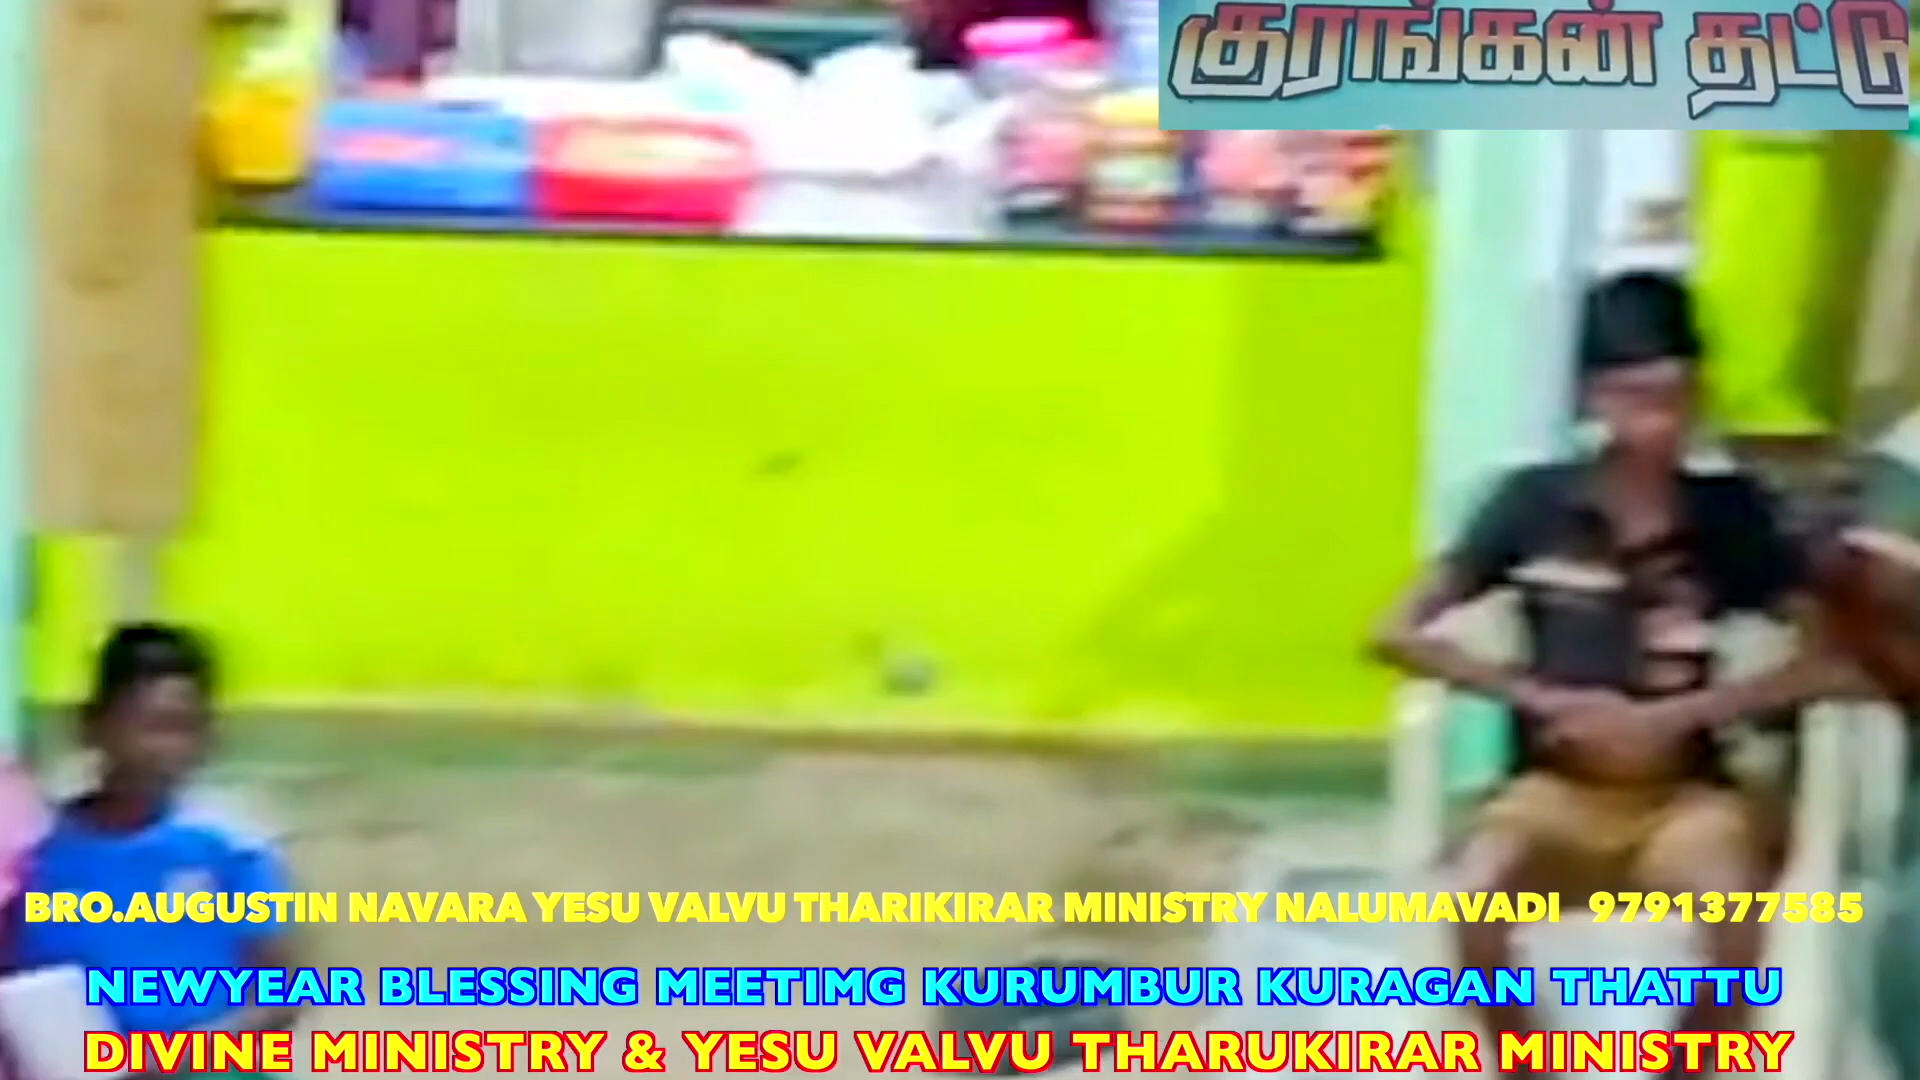 குரங்கன் தட்டு
BRO.AUGUSTIN NAVARA YESU VALVU THARIKIRAR MINISTRY NALUMAVADI 9791377585
NEWYEAR BLESSING MEETIMG KURUMBUR KURAGAN THATTU
DIVINE MINISTRY & YESU VALVU THARUKIRAR MINISTRY